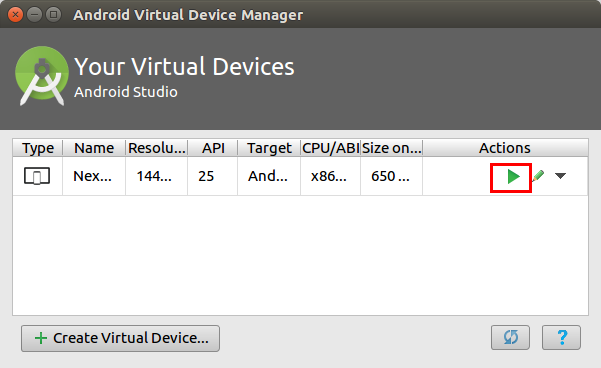 Android Virtual Device Manager
Your Virtual Devices
Android Studio
Type Name Resolu... API Target CPU/ABI Size on... Actions
Nex... 144... 25 And... x86... 650 ...
+ Create Virtual Device... ?